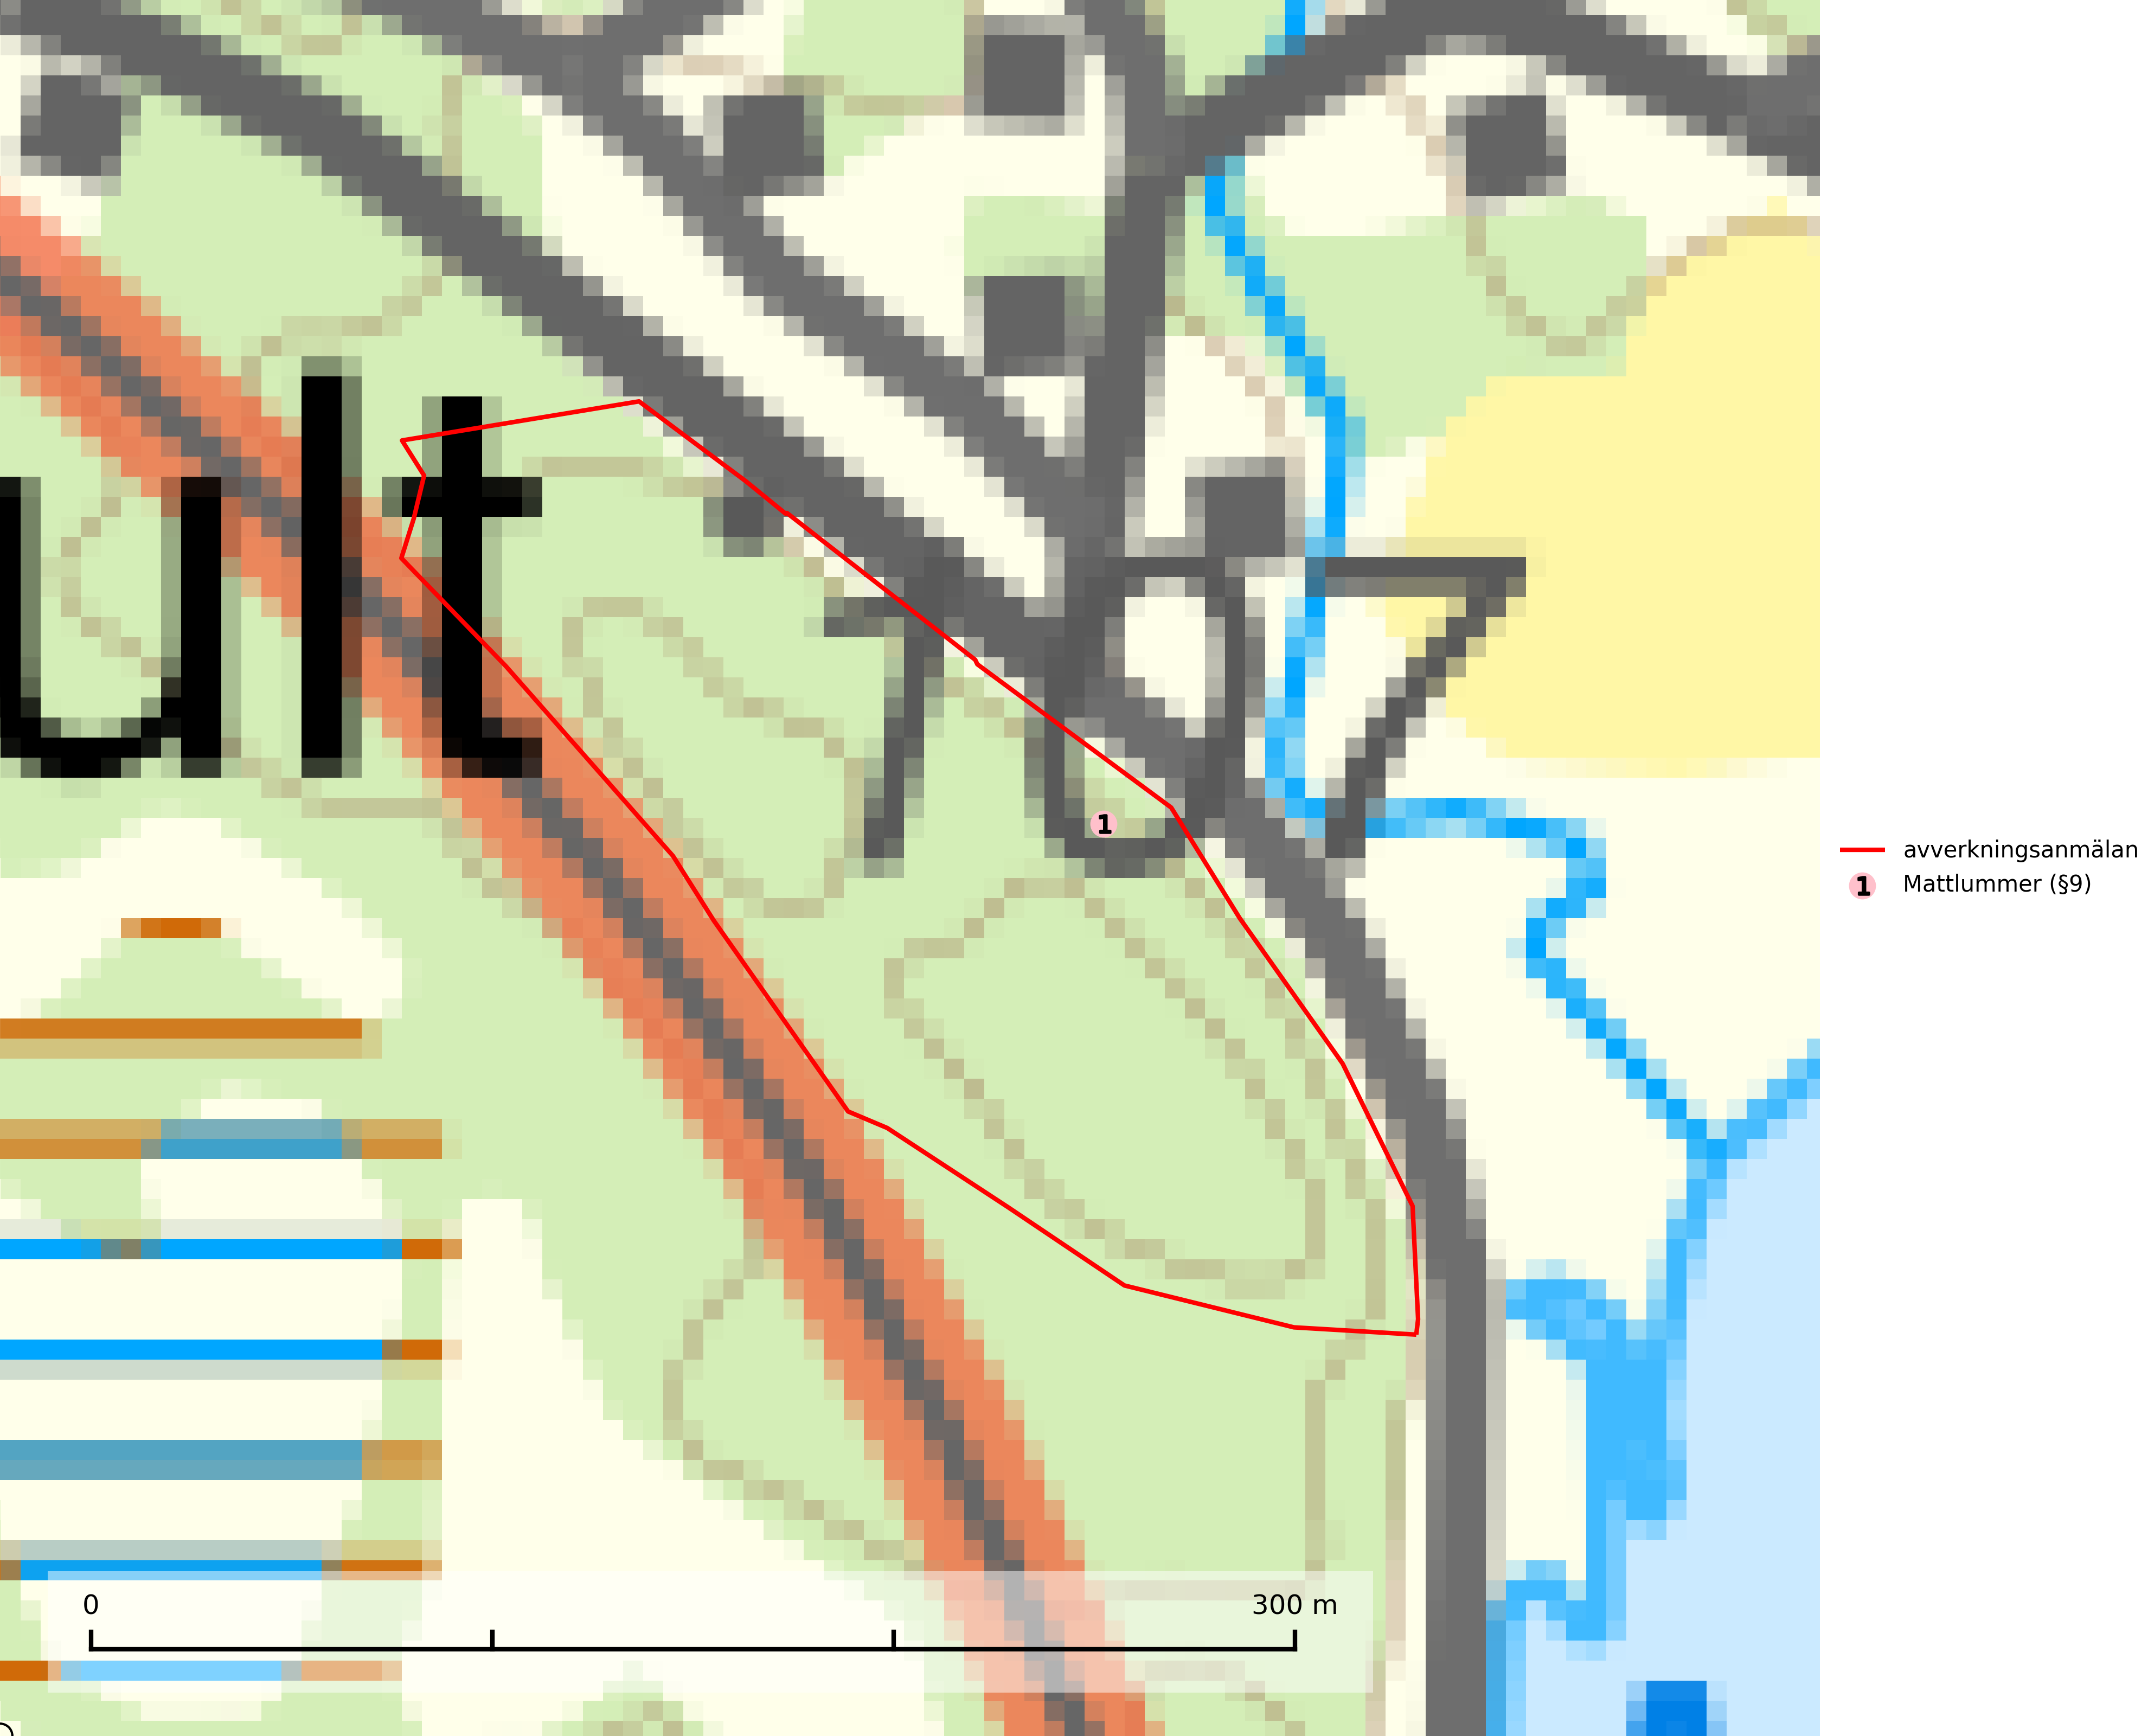 ult
1
avverkningsanmälan
1 Mattlummer (§9)
0 300 m